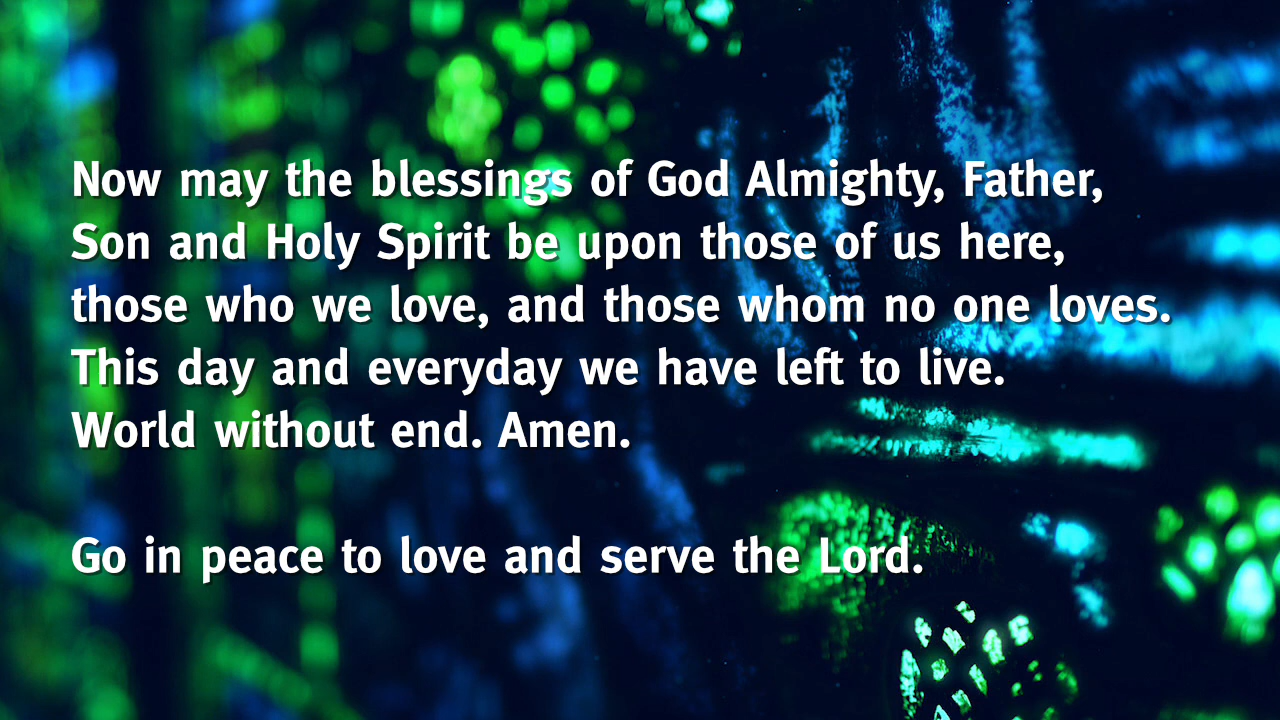 Now may the blessings of God Almighty, Father,
Son and Holy Spirit be upon those of us here,
those who we love, and those whom no one loves.
This day and everyday we have left to live.
World without end. Amen.
Go in peace to love and serve the Lord.